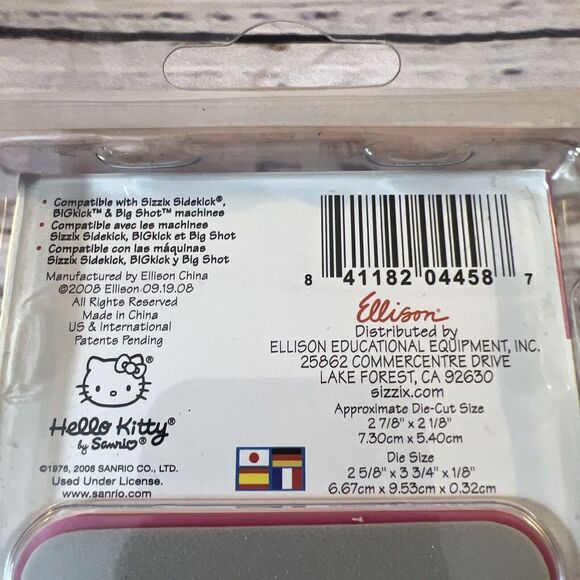 • Compatible with Sizzix Sidekick®,
BIGkick™ & Big Shot™ machines
• Compatible avec les machines
Sizzix Sidekick, BIGkick et Big Shot
• Compatible con las máquinas
Sizzix Sidekick, BIGkick y Big Shot
Manufactured by Ellison China
©2008 Ellison 09.19.08
All Rights Reserved
Made in China
US & International
Patents Pending
Hello Kitty®
by Sanrio
©1976, 2008 SANRIO CO., LTD.
Used Under License.
www.sanrio.com
8 41182 04458 7
Ellison®
Distributed by
ELLISON EDUCATIONAL EQUIPMENT, INC.
25862 COMMERCENTRE DRIVE
LAKE FOREST, CA 92630
sizzix.com
Approximate Die-Cut Size
2 7/8" x 2 1/8"
7.30cm x 5.40cm
Die Size
2 5/8" x 3 3/4" x 1/8"
6.67cm x 9.53cm x 0.32cm